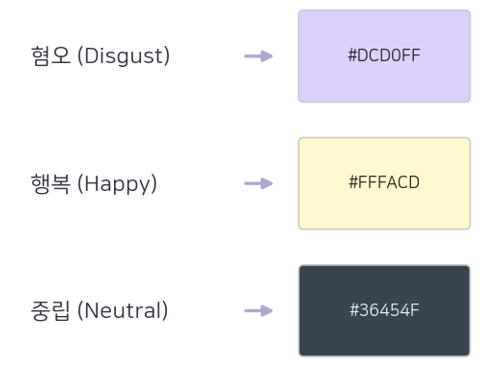 혐오 (Disgust) → #DCD0FF
행복 (Happy) → #FFFACD
중립 (Neutral) → #36454F